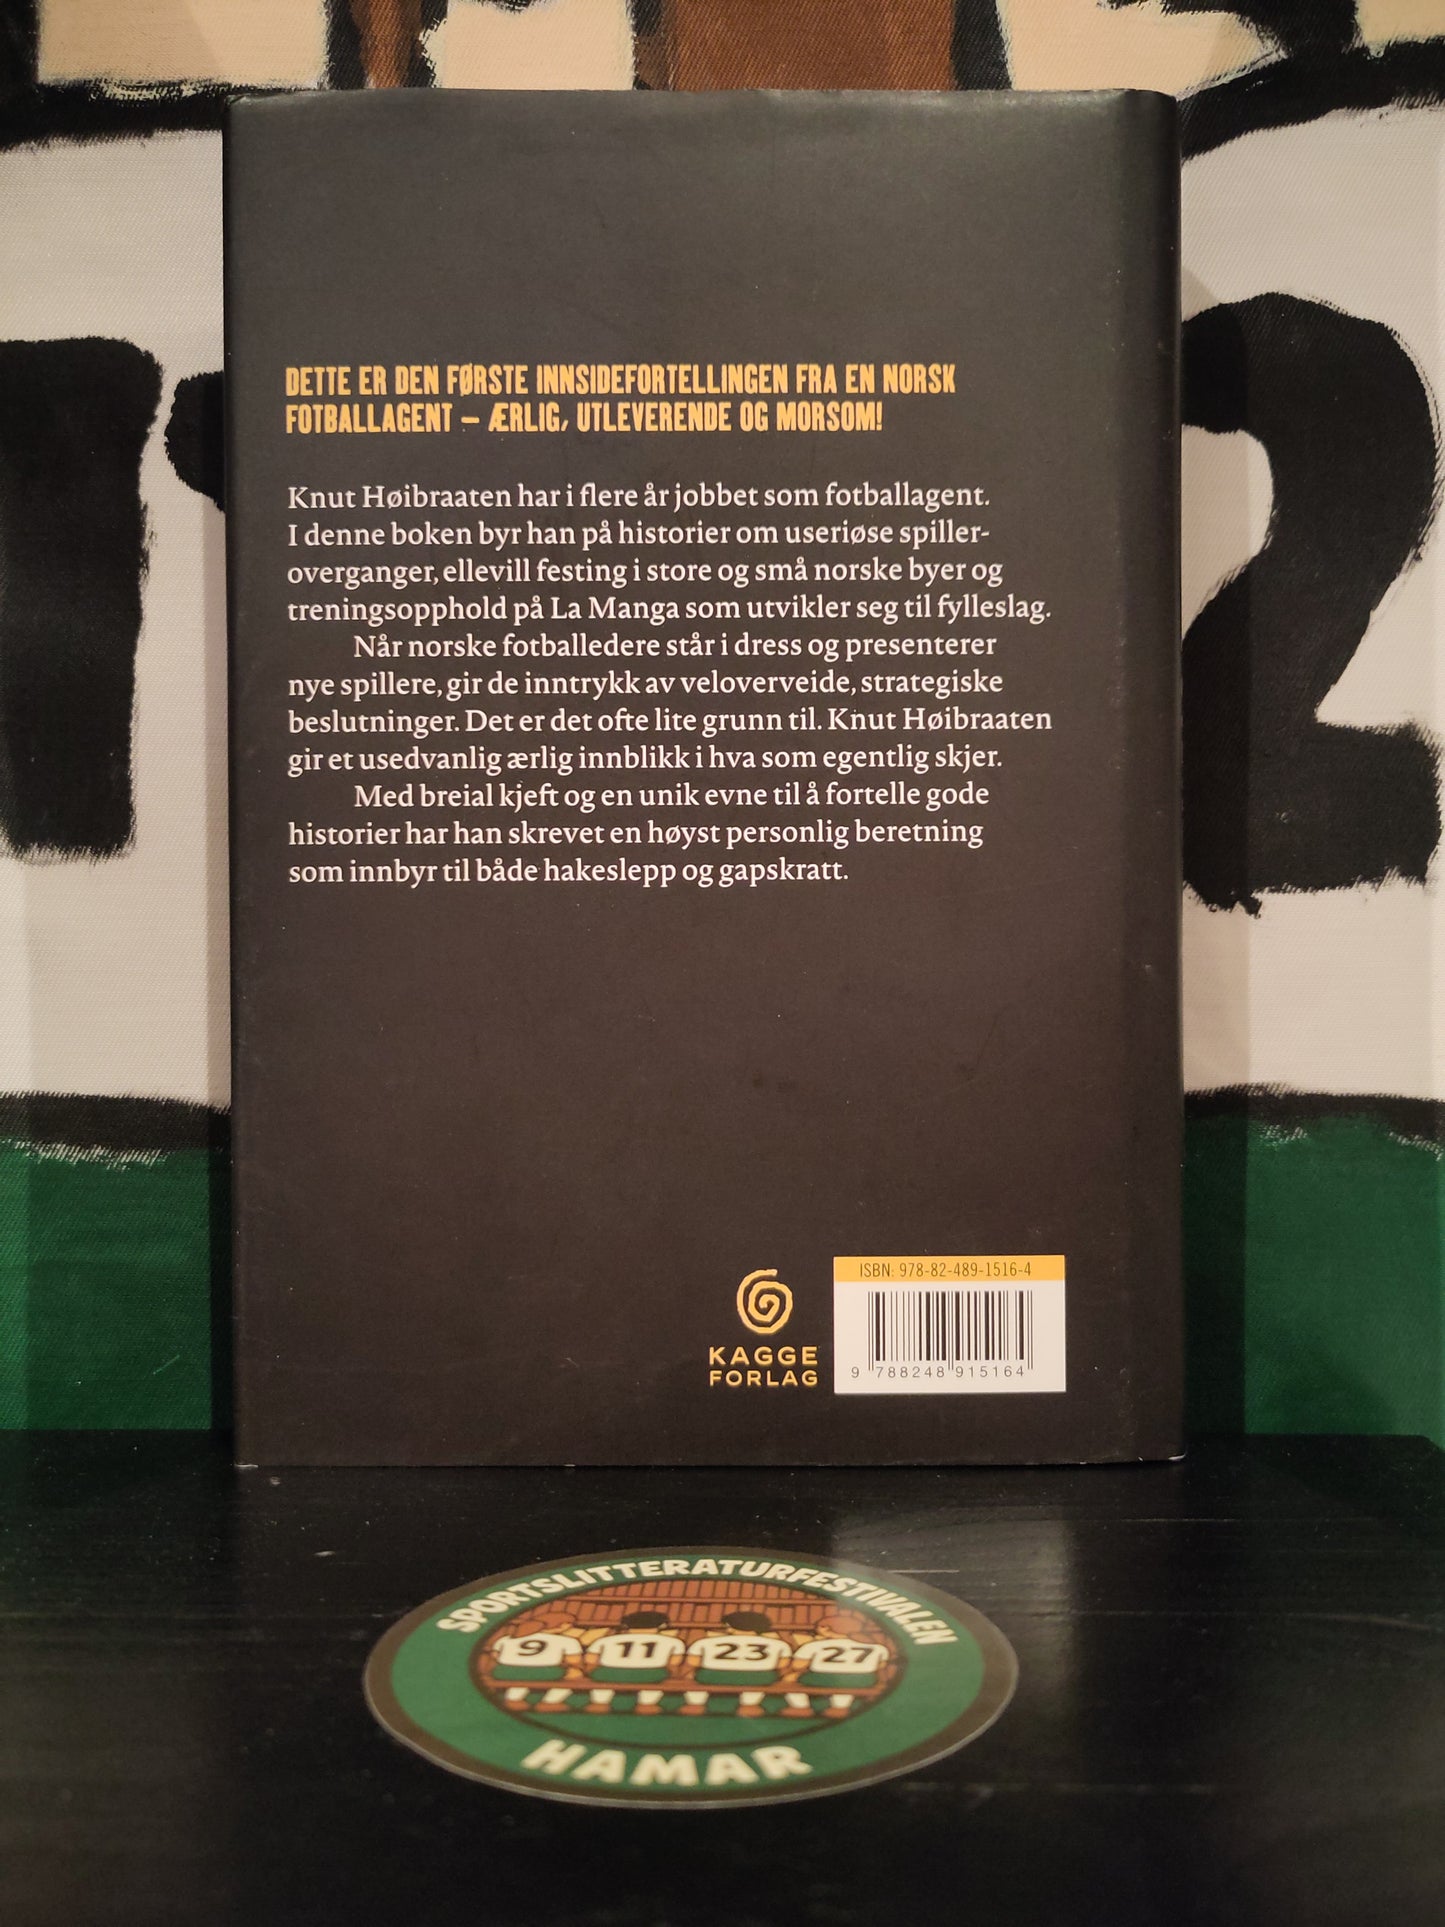 DETTE ER DEN FØRSTE INNSIDEFORTELLINGEN FRA EN NORSK
FOTBALLAGENT – ÆRLIG, UTLEVERENDE OG MORSOM!
Knut Høibraaten har i flere år jobbet som fotballagent.
I denne boken byr han på historier om useriøse spiller-
overganger, ellevill festing i store og små norske byer og
treningsopphold på La Manga som utvikler seg til fylleslag.
Når norske fotballedere står i dress og presenterer
nye spillere, gir de inntrykk av veloverveide, strategiske
beslutninger. Det er det ofte lite grunn til. Knut Høibraaten
gir et usedvanlig ærlig innblikk i hva som egentlig skjer.
Med breial kjeft og en unik evne til å fortelle gode
historier har han skrevet en høyst personlig beretning
som innbyr til både hakeslepp og gapskratt.
KAGGE
FORLAG
ISBN: 978-82-489-1516-4
9 788248 915164
SPORTSLITTERATURFESTIVALEN
9 11 23 27
HAMAR